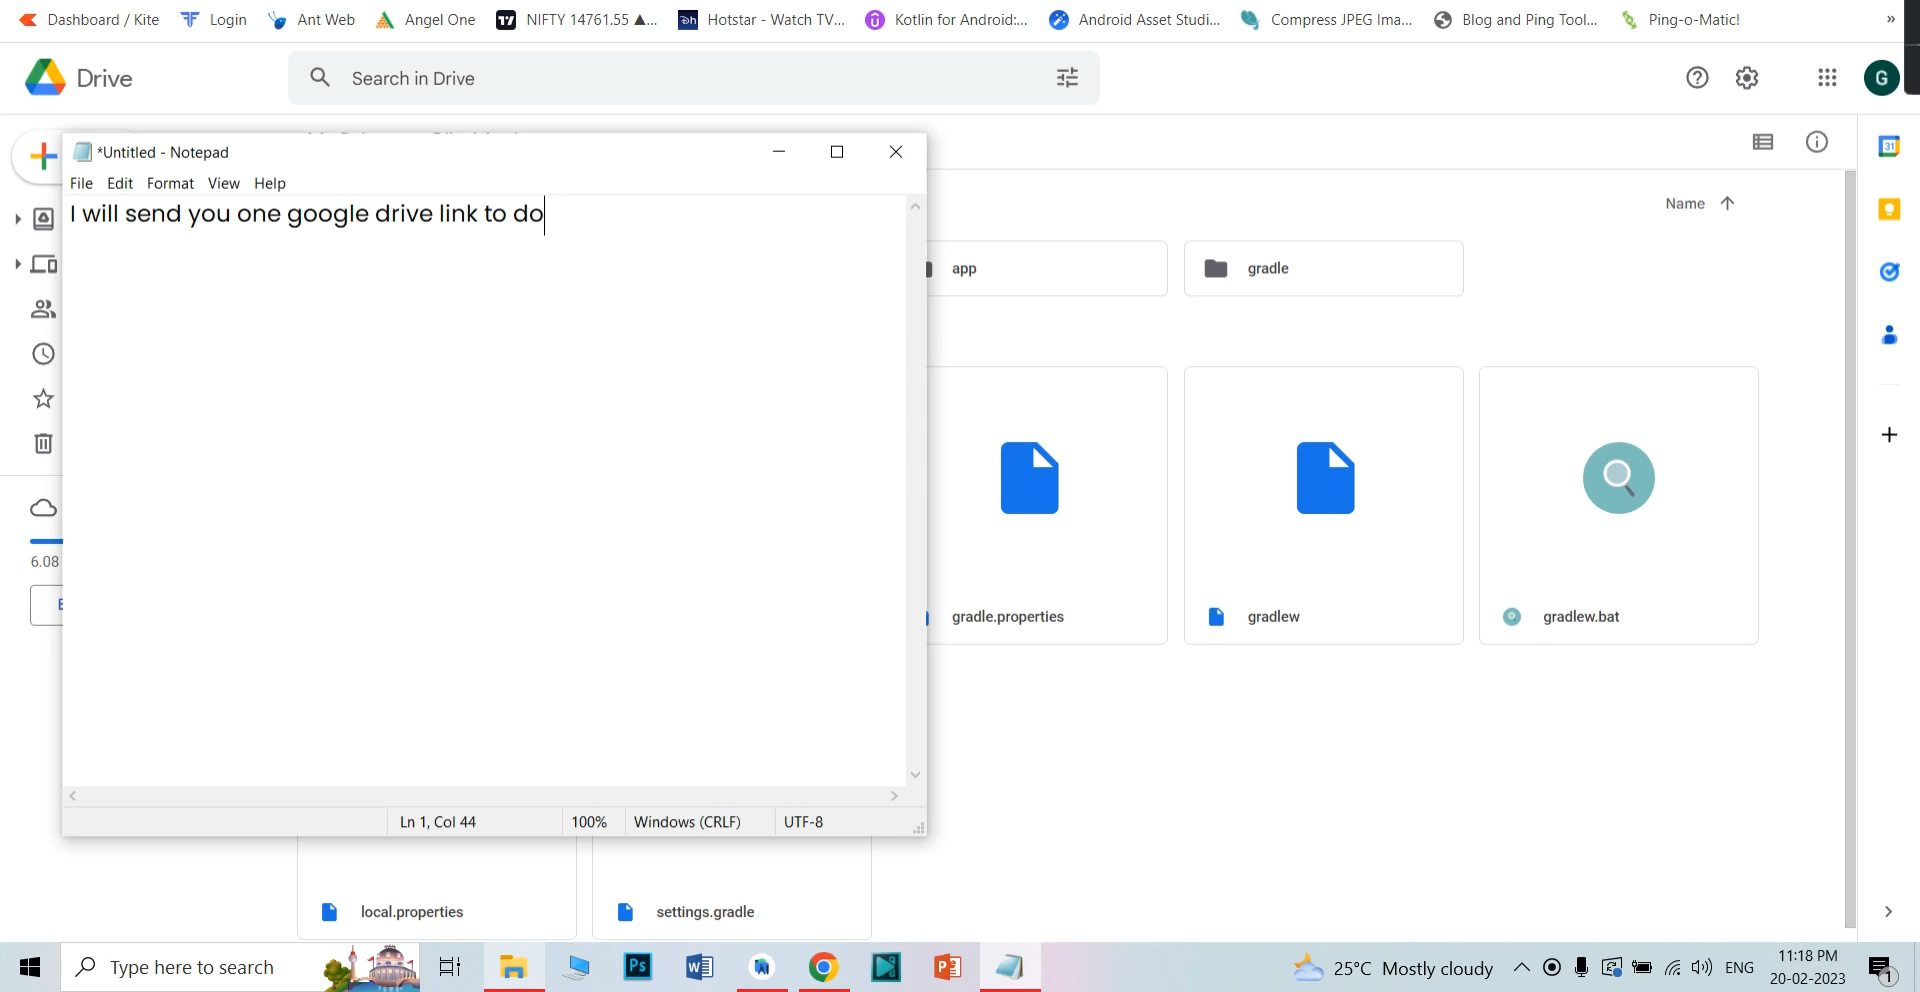 Dashboard / Kite Login Ant Web Angel One NIFTY 14761.55 ▲... Hotstar - Watch TV... Kotlin for Android:... Android Asset Studi... Compress JPEG Ima... Blog and Ping Tool... Ping-o-Matic! »
Drive Search in Drive G
*Untitled - Notepad
File Edit Format View Help
I will send you one google drive link to do
Name
app gradle
6.08
gradle.properties gradlew gradlew.bat
Ln 1, Col 44 100% Windows (CRLF) UTF-8
local.properties settings.gradle
Type here to search Ps W P 25°C Mostly cloudy ENG 11:18 PM
20-02-2023 1